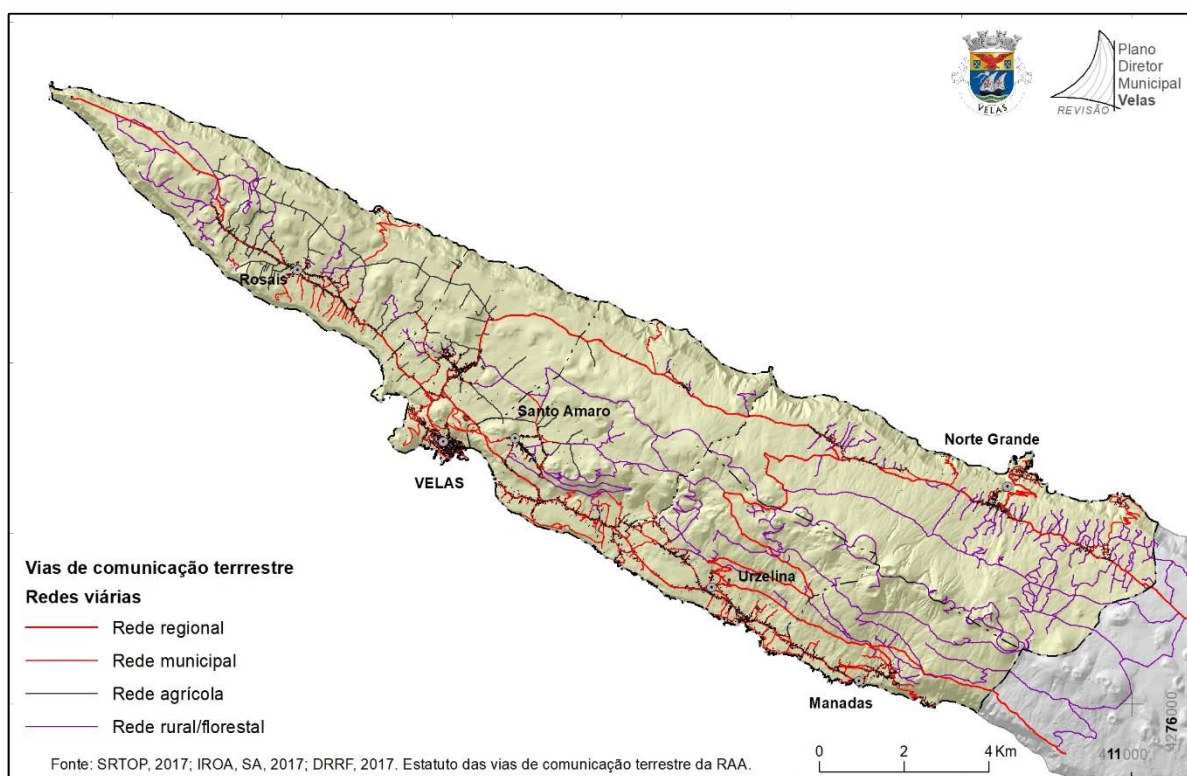 VELAS
REVISÃO
Plano
Diretor
Municipal
Velas
Rosais
Santo Amaro
VELAS
Norte Grande
Urzelina
Manadas
Vias de comunicação terrrestre
Redes viárias
Rede regional
Rede municipal
Rede agrícola
Rede rural/florestal
0 2 4 Km
411000
4276000
Fonte: SRTOP, 2017; IROA, SA, 2017; DRRF, 2017. Estatuto das vias de comunicação terrestre da RAA.